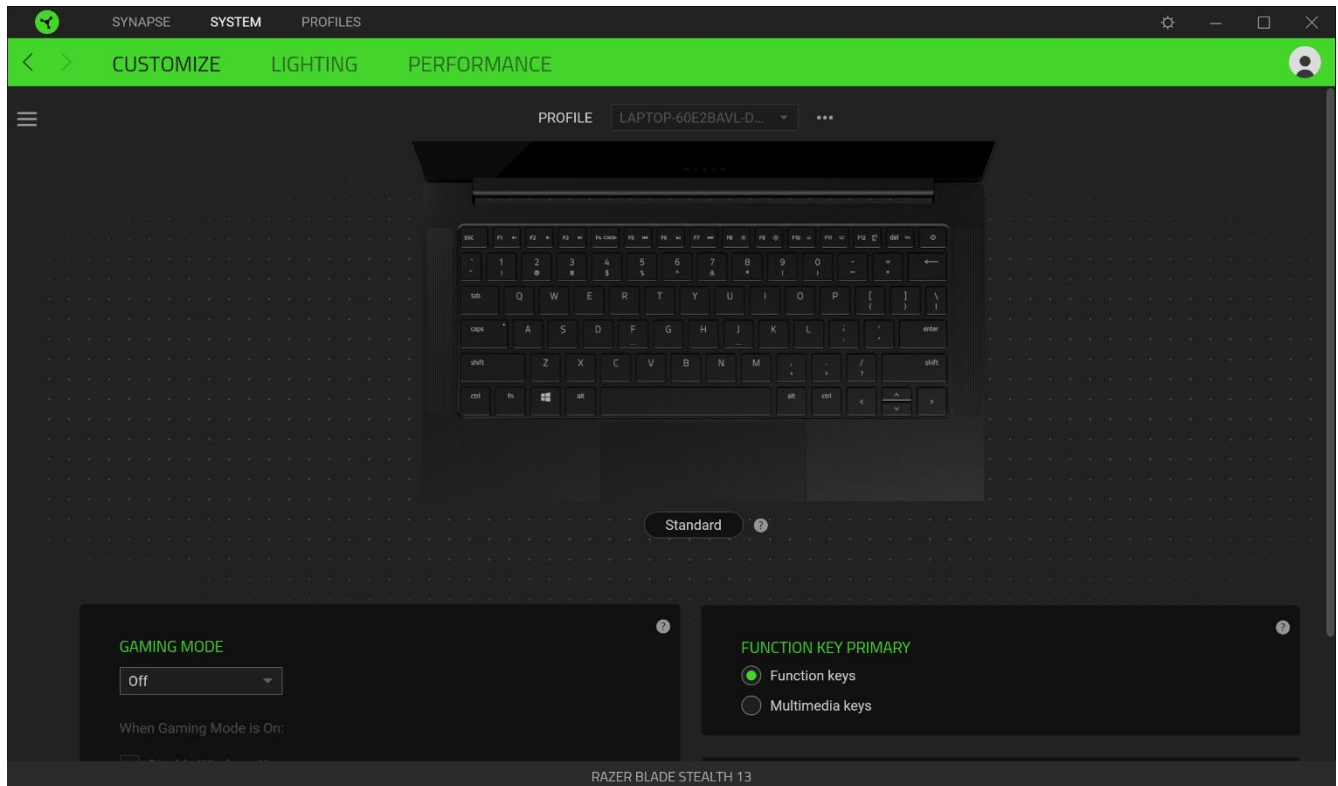 SYNAPSE SYSTEM PROFILES
CUSTOMIZE LIGHTING PERFORMANCE
PROFILE LAPTOP-60E2BAVL-D... •••
RAZER
esc F1 F2 F3 F4 F5 F6 F7 F8 F9 F10 F11 F12 del
1 2 3 4 5 6 7 8 9 0 - =
! @ # $ % ^ & * ( )
tab Q W E R T Y U I O P [ ] \
caps A S D F G H J K L ; '
enter
shift Z X C V B N M , . / shift
< > ?
ctrl fn alt alt ctrl < ^ >
Standard ?
?
GAMING MODE
Off
When Gaming Mode is On:
?
FUNCTION KEY PRIMARY
Function keys
Multimedia keys
RAZER BLADE STEALTH 13